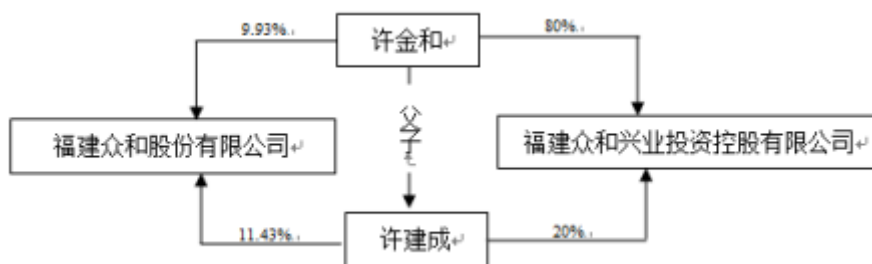 9.93%
许金和
80%
父子
福建众和股份有限公司
福建众和兴业投资控股有限公司
11.43%
许建成
20%